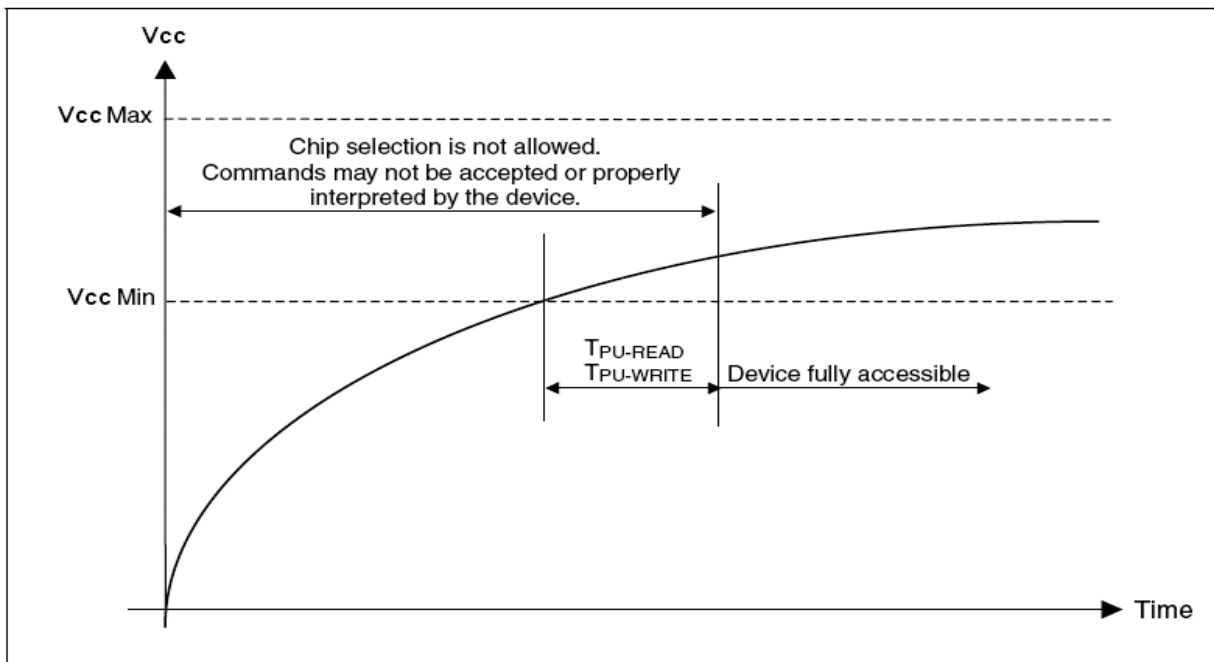 Vcc
Vcc Max
Chip selection is not allowed.
Commands may not be accepted or properly
interpreted by the device.
Vcc Min
TPU-READ
TPU-WRITE
Device fully accessible
Time